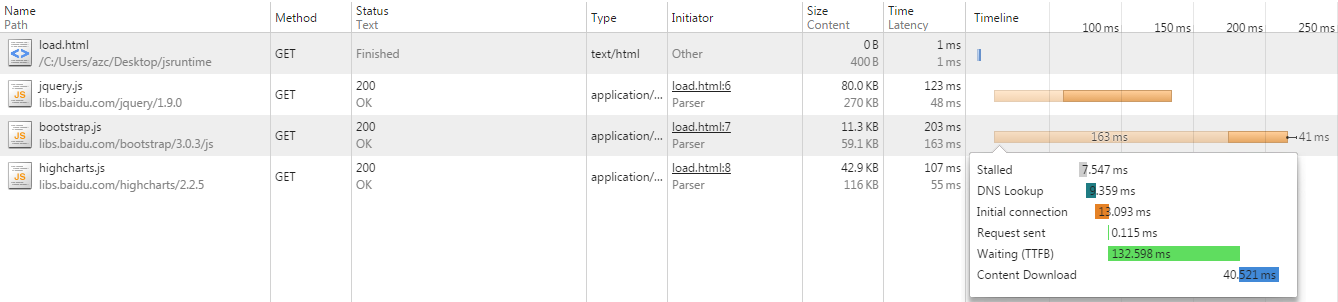 Name Method Status Type Initiator Size Time Timeline
Path Text Content Latency 100 ms 150 ms 200 ms 250 ms
load.html GET Finished text/html Other 0 B 1 ms
/C:/Users/azc/Desktop/jsruntime 400 B 1 ms
jquery.js GET 200 application/... load.html:6 80.0 KB 123 ms
libs.baidu.com/jquery/1.9.0 OK Parser 270 KB 48 ms
bootstrap.js GET 200 application/... load.html:7 11.3 KB 203 ms 163 ms 41 ms
libs.baidu.com/bootstrap/3.0.3/js OK Parser 59.1 KB 163 ms
highcharts.js GET 200 application/... load.html:8 42.9 KB 107 ms
libs.baidu.com/highcharts/2.2.5 OK Parser 116 KB 55 ms
Stalled 7.547 ms
DNS Lookup 9.359 ms
Initial connection 13.093 ms
Request sent 0.115 ms
Waiting (TTFB) 132.598 ms
Content Download 40.521 ms